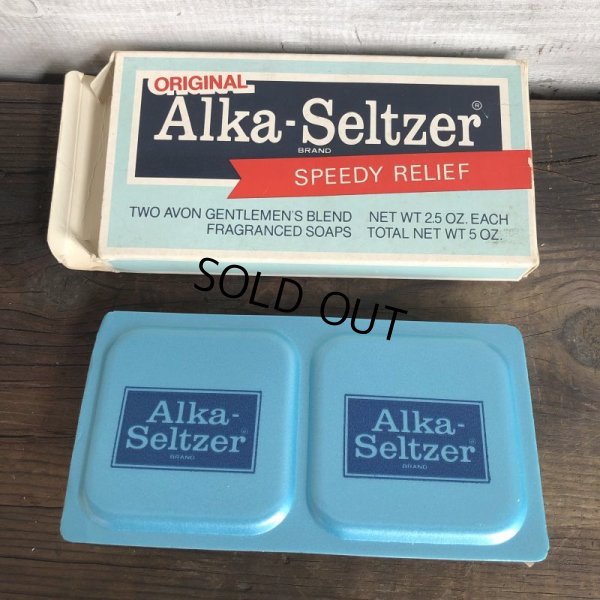 ORIGINAL
Alka-Seltzer®
BRAND
SPEEDY RELIEF
TWO AVON GENTLEMEN'S BLEND NET WT 2.5 OZ. EACH
FRAGRANCED SOAPS TOTAL NET WT 5 OZ.
SOLD OUT
Alka-
Seltzer®
BRAND
Alka-
Seltzer®
BRAND